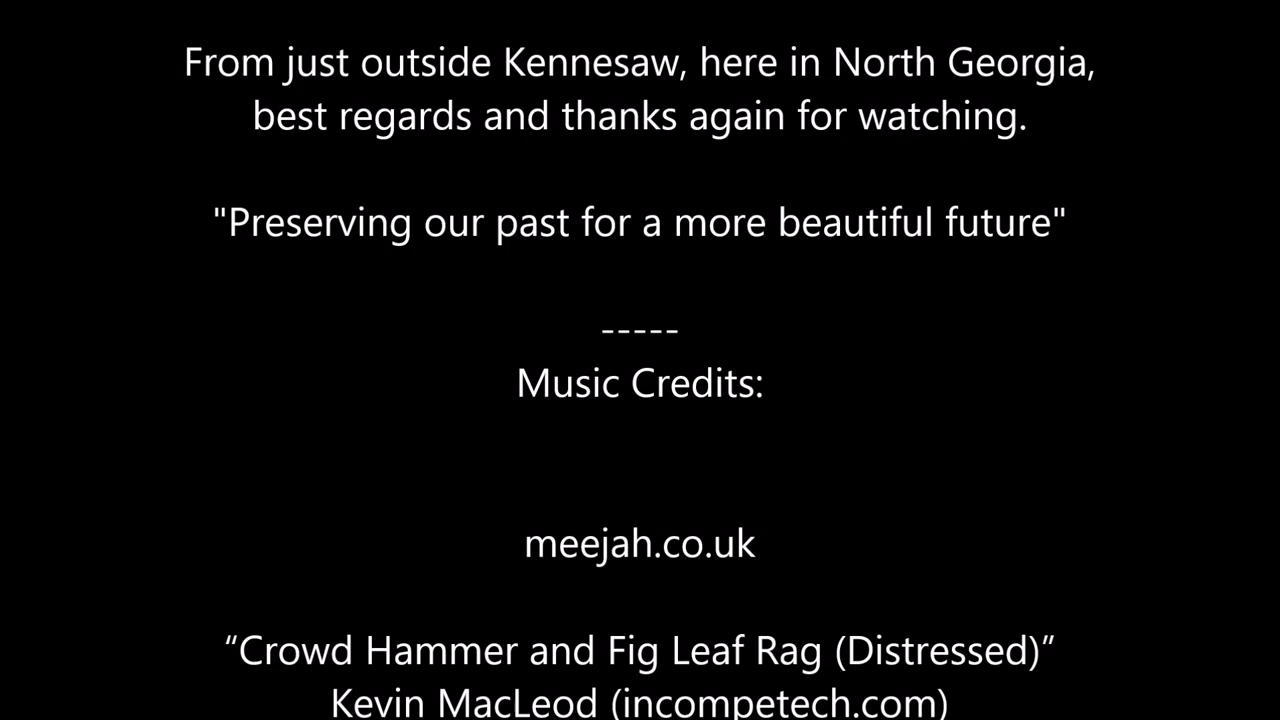 From just outside Kennesaw, here in North Georgia,
best regards and thanks again for watching.
"Preserving our past for a more beautiful future"
-----
Music Credits:
meejah.co.uk
“Crowd Hammer and Fig Leaf Rag (Distressed)”
Kevin MacLeod (incompetech.com)